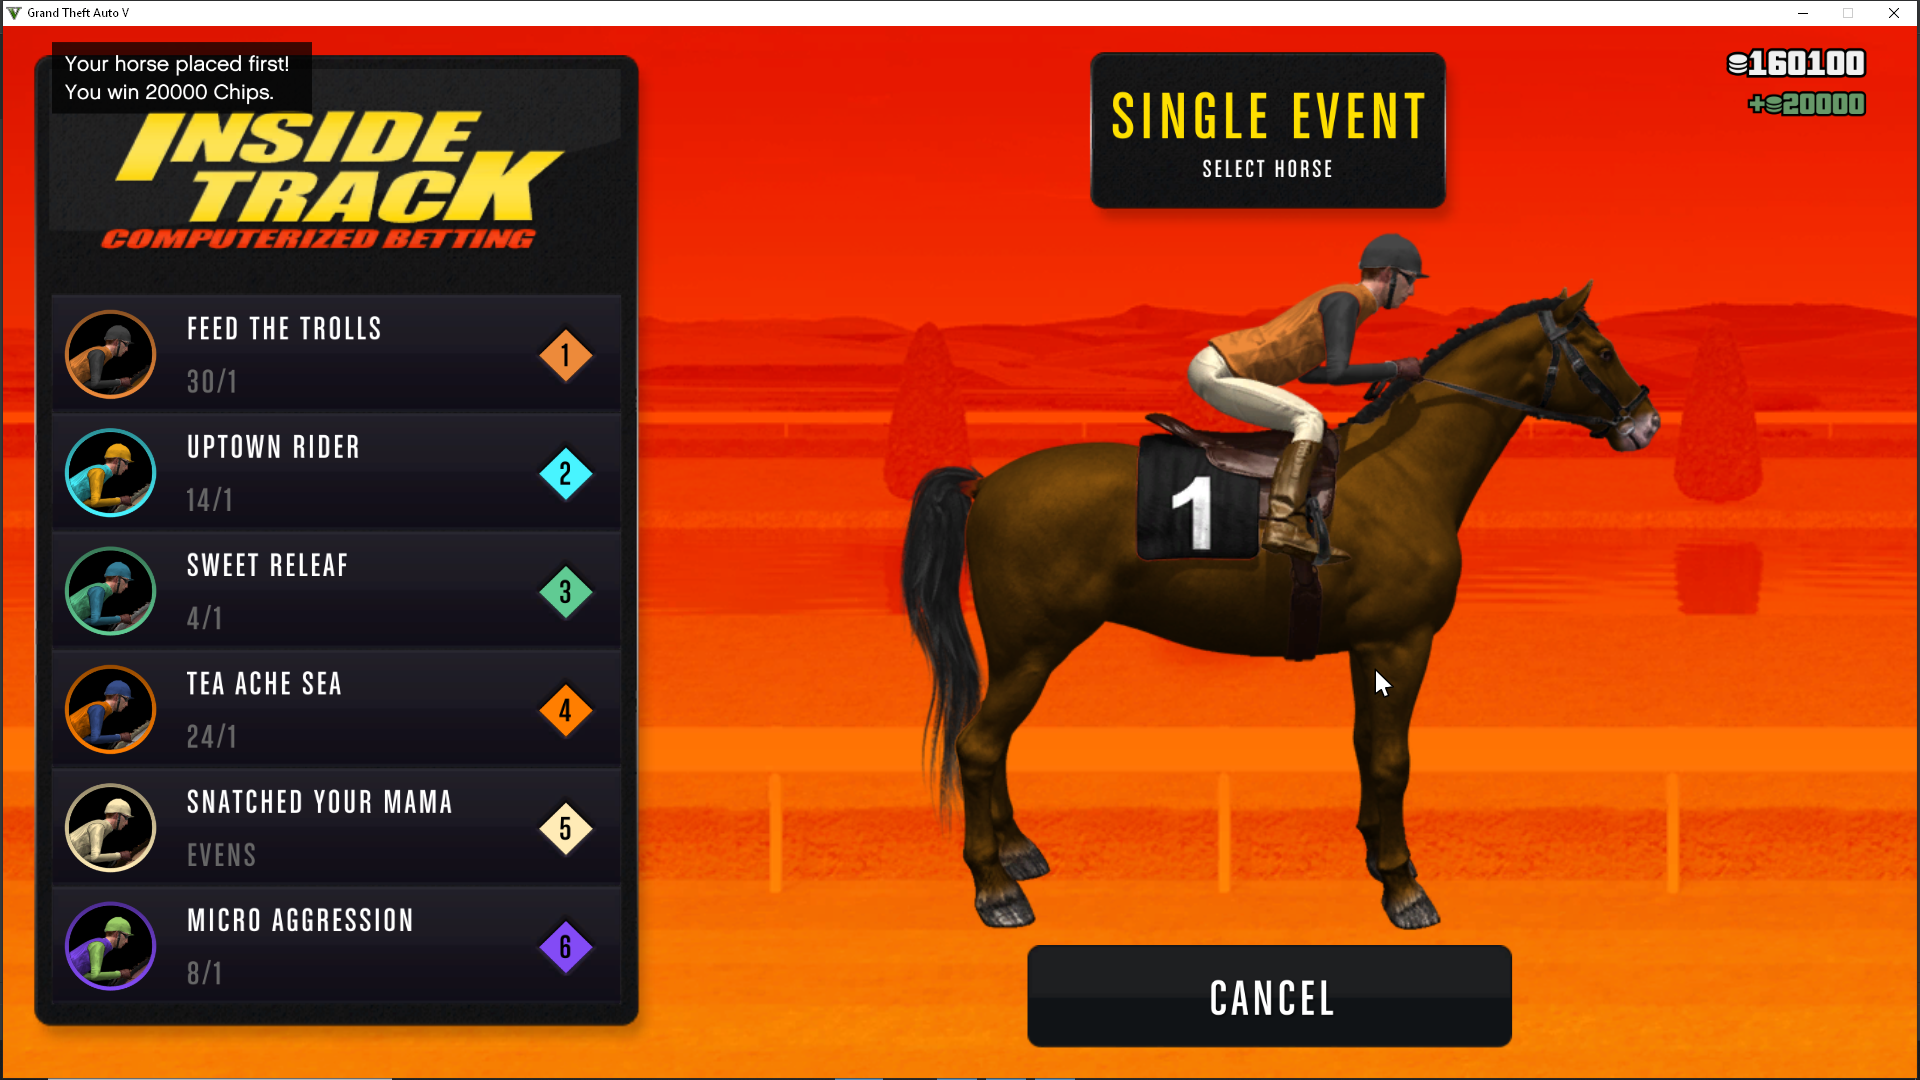 Grand Theft Auto V
Your horse placed first!
You win 20000 Chips.
INSIDE
TRACK
COMPUTERIZED BETTING
FEED THE TROLLS
30/1
1
UPTOWN RIDER
14/1
2
SWEET RELEAF
4/1
3
TEA ACHE SEA
24/1
4
SNATCHED YOUR MAMA
EVENS
5
MICRO AGGRESSION
8/1
6
SINGLE EVENT
SELECT HORSE
160100
+20000
1
CANCEL